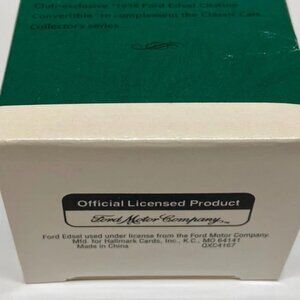 Club-exclusive "1958 Ford Edsel Citation
Convertible" to complement the Classic Cars
Collector's series
Official Licensed Product
Ford Motor Company™
Ford Edsel used under license from the Ford Motor Company.
Mfd. for Hallmark Cards, Inc., K.C., MO 64141
Made in China QXC4167